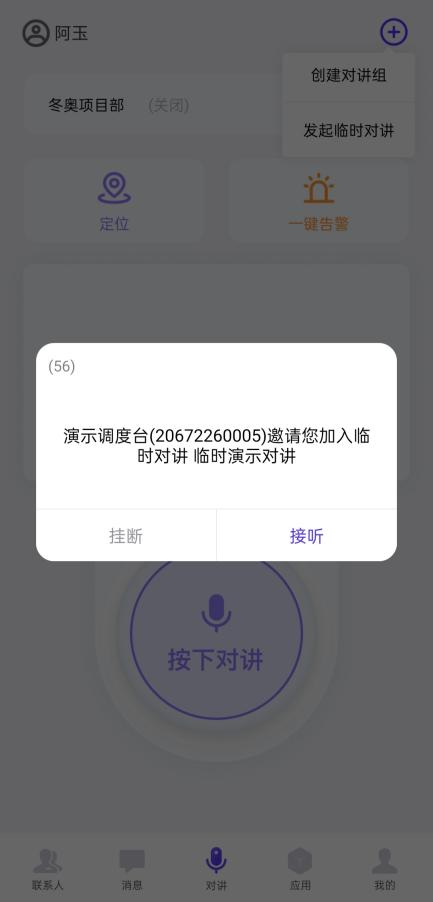 阿玉
创建对讲组
冬奥项目部 (关闭)
发起临时对讲
定位
一键告警
(56)
演示调度台(20672260005)邀请您加入临
时对讲 临时演示对讲
挂断
接听
按下对讲
联系人
消息
对讲
应用
我的